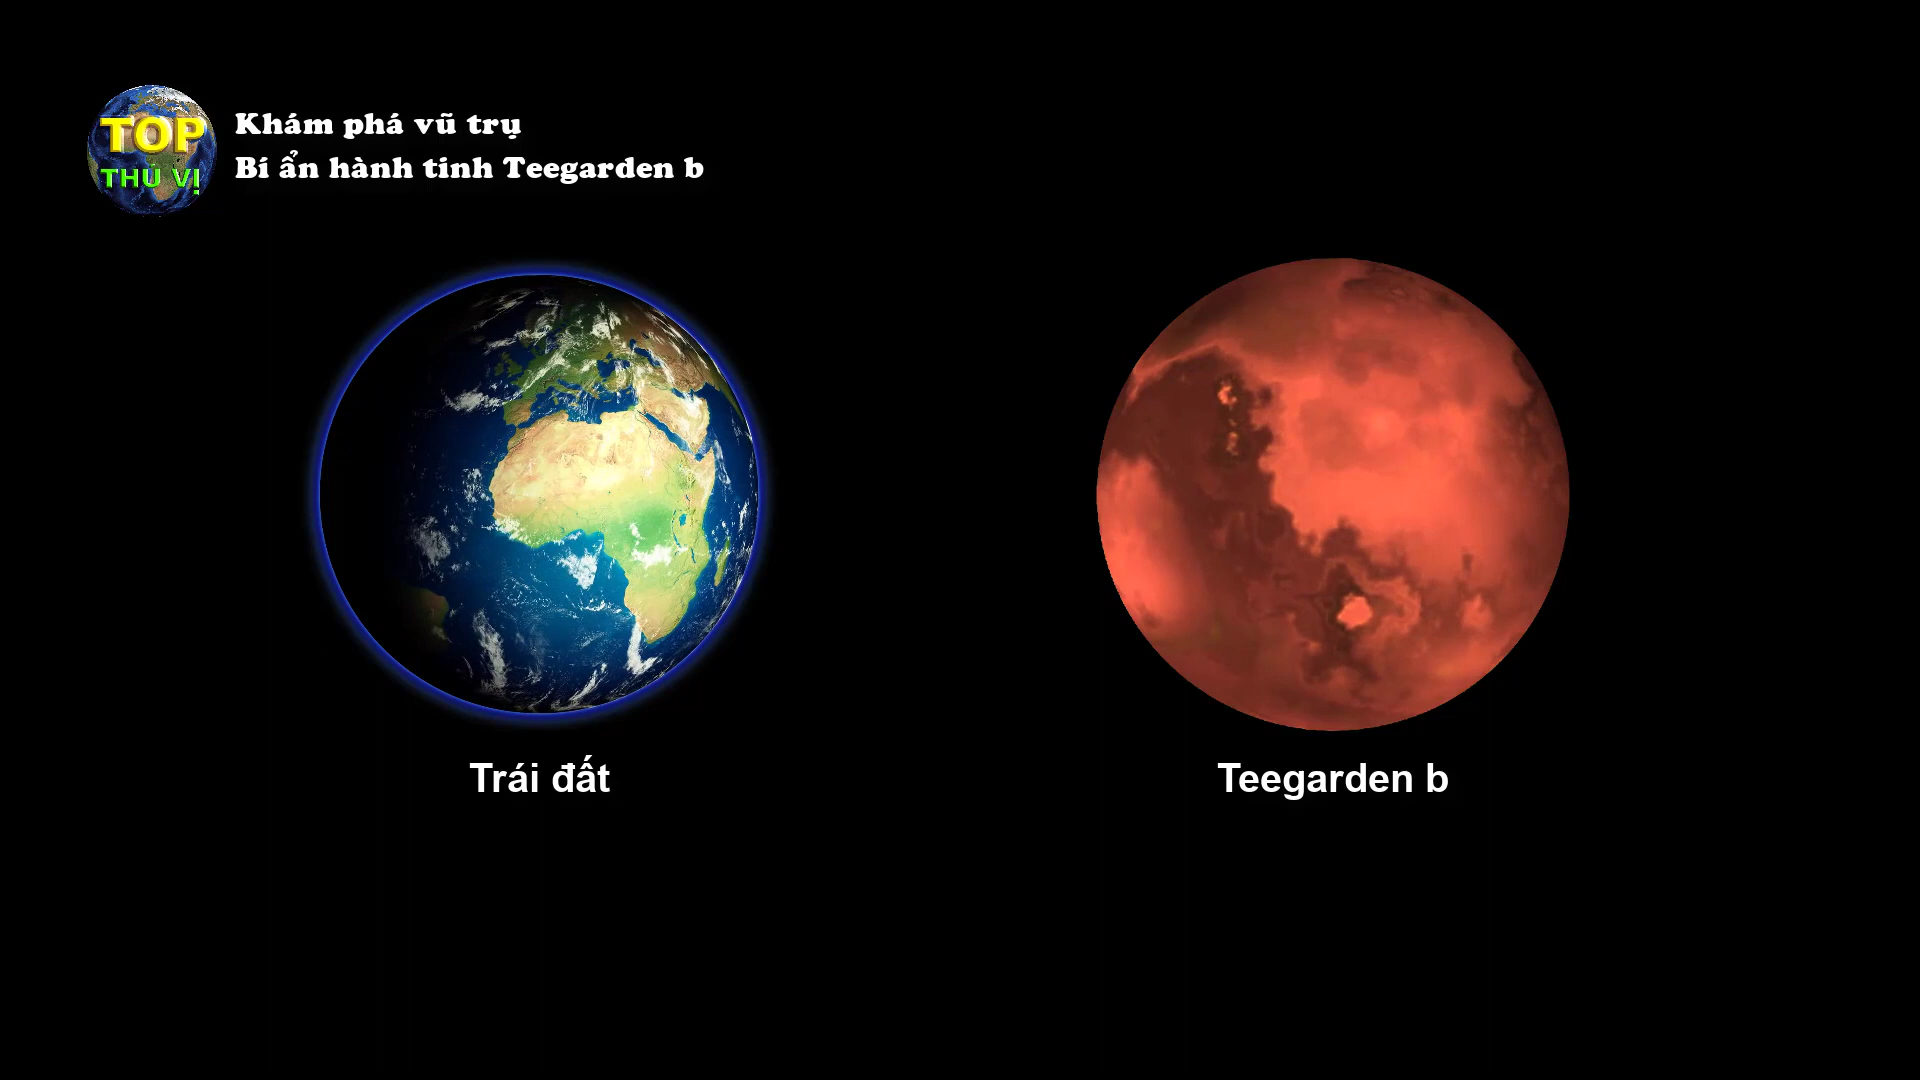 TOP
THÚ VỊ
Khám phá vũ trụ
Bí ẩn hành tinh Teegarden b
Trái đất
Teegarden b